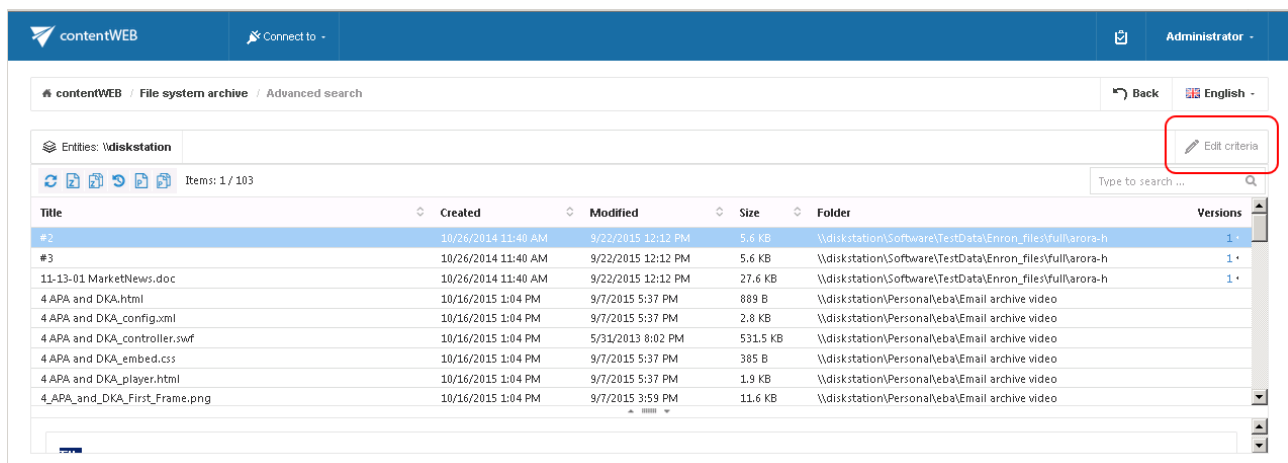 contentWEB Connect to Administrator
contentWEB / File system archive / Advanced search Back English
Entities: \\diskstation Edit criteria
Items: 1 / 103 Type to search ...
Title Created Modified Size Folder Versions
#2 10/26/2014 11:40 AM 9/22/2015 12:12 PM 5.6 KB \\diskstation\Software\TestData\Enron_files\full\arora-h 1
#3 10/26/2014 11:40 AM 9/22/2015 12:12 PM 5.6 KB \\diskstation\Software\TestData\Enron_files\full\arora-h 1
11-13-01 MarketNews.doc 10/26/2014 11:40 AM 9/22/2015 12:12 PM 27.6 KB \\diskstation\Software\TestData\Enron_files\full\arora-h 1
4 APA and DKA.html 10/16/2015 1:04 PM 9/7/2015 5:37 PM 889 B \\diskstation\Personal\eba\Email archive video
4 APA and DKA_config.xml 10/16/2015 1:04 PM 9/7/2015 5:37 PM 2.8 KB \\diskstation\Personal\eba\Email archive video
4 APA and DKA_controller.swf 10/16/2015 1:04 PM 5/31/2013 8:02 PM 531.5 KB \\diskstation\Personal\eba\Email archive video
4 APA and DKA_embed.css 10/16/2015 1:04 PM 9/7/2015 5:37 PM 385 B \\diskstation\Personal\eba\Email archive video
4 APA and DKA_player.html 10/16/2015 1:04 PM 9/7/2015 5:37 PM 1.9 KB \\diskstation\Personal\eba\Email archive video
4_APA_and_DKA_First_Frame.png 10/16/2015 1:04 PM 9/7/2015 3:59 PM 11.6 KB \\diskstation\Personal\eba\Email archive video